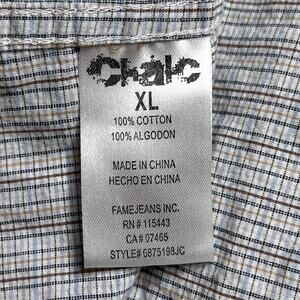 Chalc
XL
100% COTTON
100% ALGODON
MADE IN CHINA
HECHO EN CHINA
FAMEJEANS INC.
RN# 115443
CA# 07465
STYLE# 6875198JC